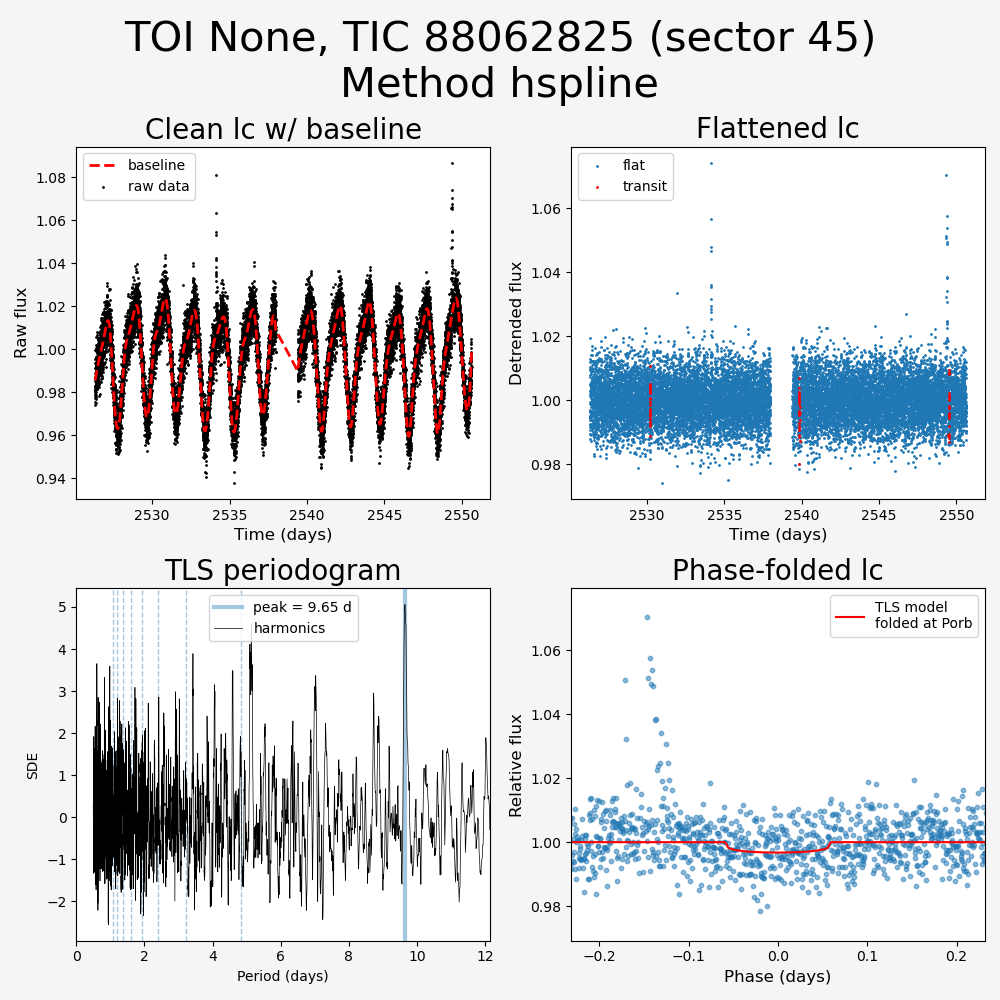 TOI None, TIC 88062825 (sector 45)
Method hspline
Clean lc w/ baseline
baseline
raw data
1.08
1.06
1.04
1.02
1.00
0.98
0.96
0.94
Raw flux
2530
2535
2540
2545
2550
Time (days)
Flattened lc
flat
transit
1.06
1.04
1.02
1.00
0.98
Detrended flux
2530
2535
2540
2545
2550
Time (days)
TLS periodogram
peak = 9.65 d
harmonics
5
4
3
2
1
0
−1
−2
SDE
0
2
4
6
8
10
12
Period (days)
Phase-folded lc
TLS model
folded at Porb
1.06
1.04
1.02
1.00
0.98
Relative flux
−0.2
−0.1
0.0
0.1
0.2
Phase (days)